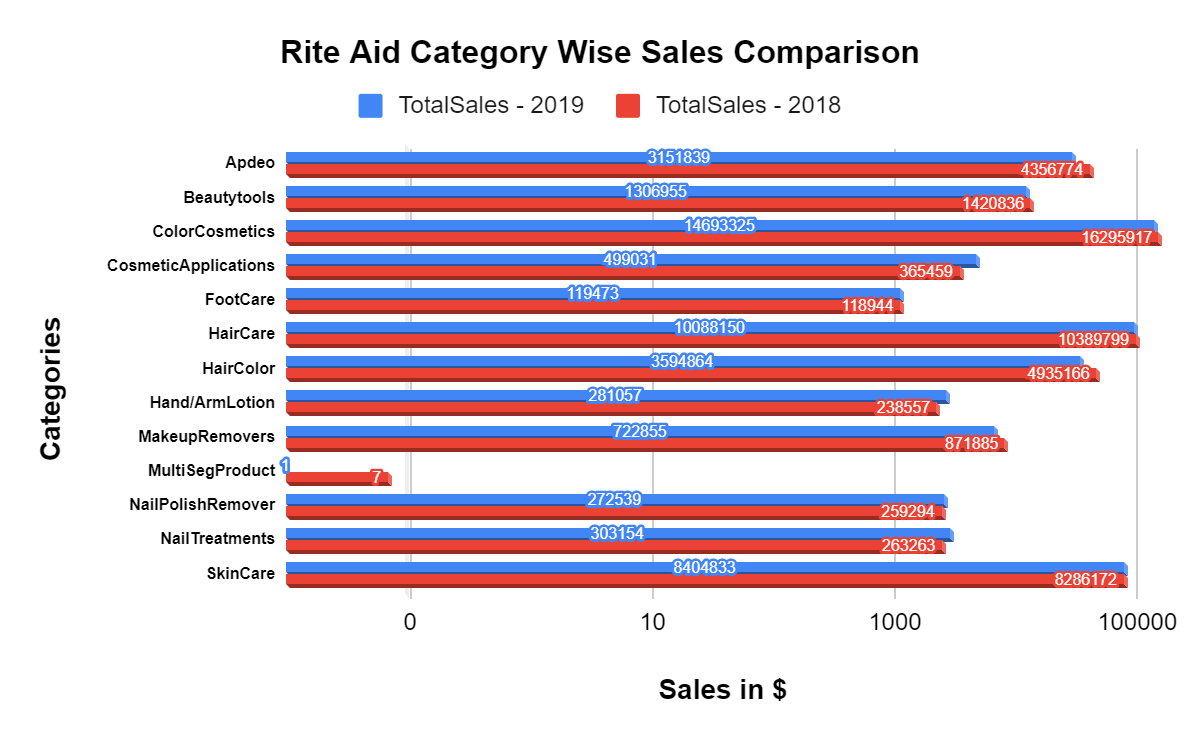 Rite Aid Category Wise Sales Comparison
TotalSales - 2019 TotalSales - 2018
Categories
Apdeo 3151839 4356774
Beautytools 1306955 1420836
ColorCosmetics 14693325 16295917
CosmeticApplications 499031 365459
FootCare 119473 118944
HairCare 10088150 10389799
HairColor 3594864 4935166
Hand/ArmLotion 281057 238557
MakeupRemovers 722855 871885
MultiSegProduct 1 7
NailPolishRemover 272539 259294
NailTreatments 303154 263263
SkinCare 8404833 8286172
0 10 1000 100000
Sales in $